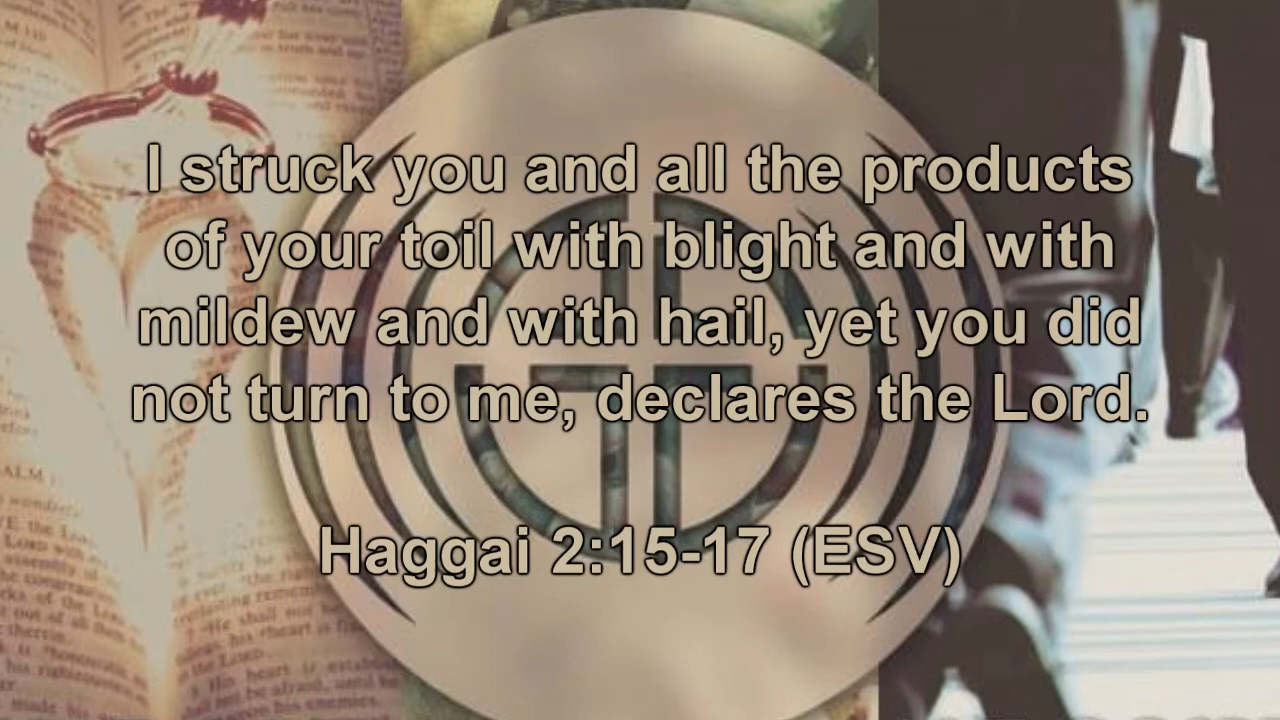 I struck you and all the products
of your toil with blight and with
mildew and with hail, yet you did
not turn to me, declares the Lord.
Haggai 2:15-17 (ESV)